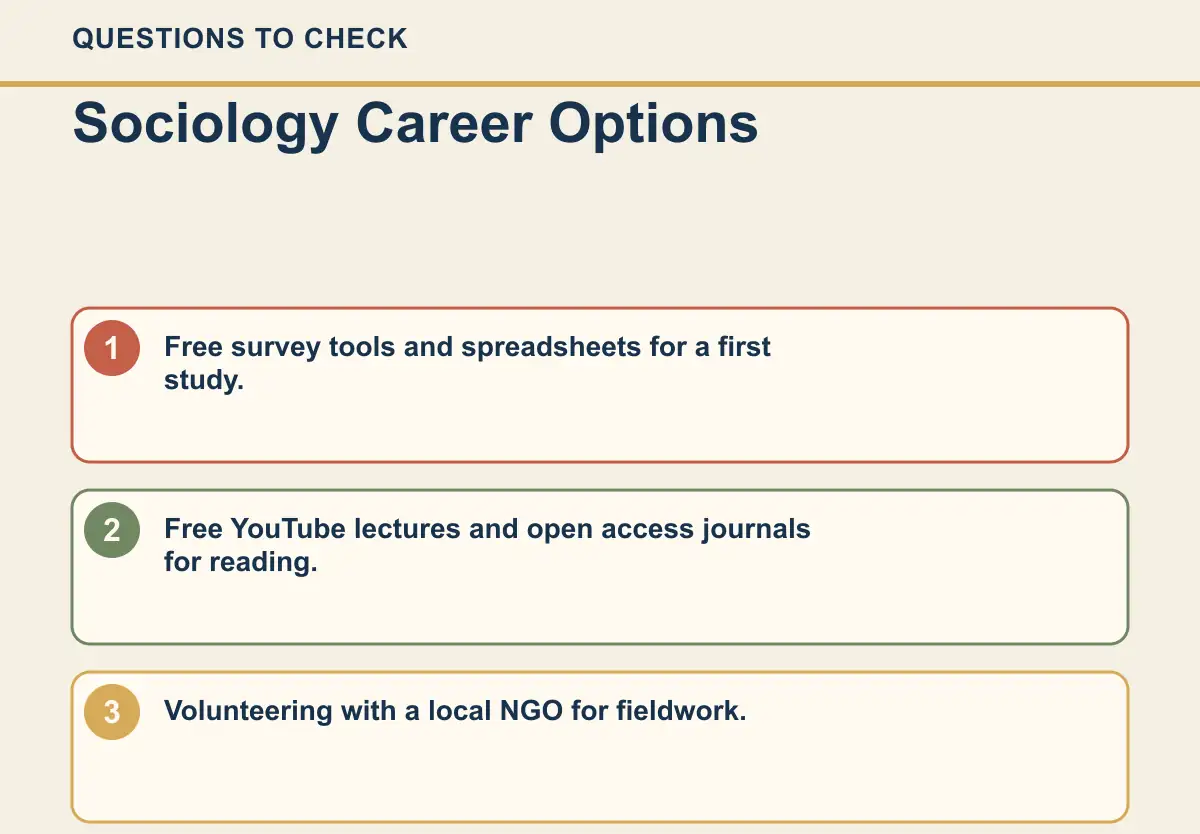 QUESTIONS TO CHECK
Sociology Career Options
1
Free survey tools and spreadsheets for a first
study.
2
Free YouTube lectures and open access journals
for reading.
3
Volunteering with a local NGO for fieldwork.